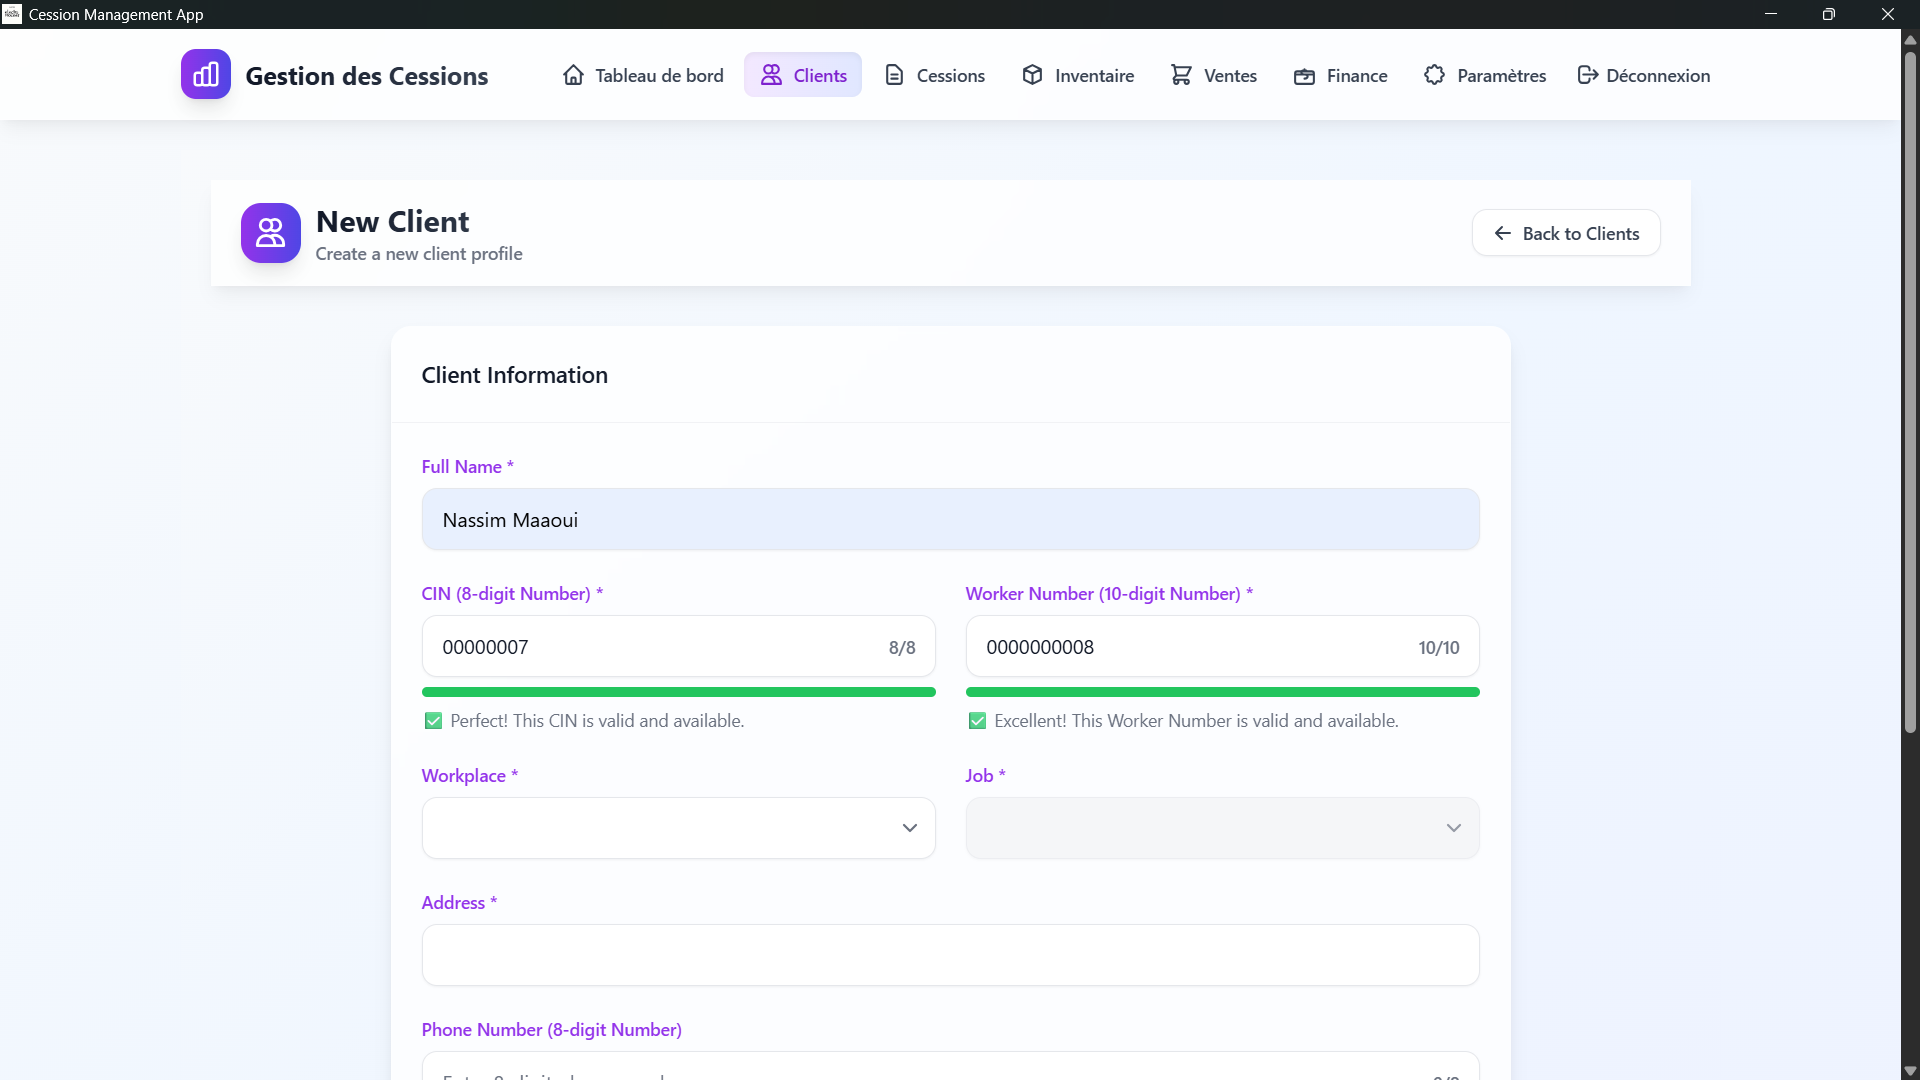 Cession Management App
Gestion des Cessions
Tableau de bord
Clients
Cessions
Inventaire
Ventes
Finance
Paramètres
Déconnexion
New Client
Create a new client profile
Back to Clients
Client Information
Full Name *
Nassim Maaoui
CIN (8-digit Number) *
Worker Number (10-digit Number) *
00000007
8/8
0000000008
10/10
Perfect! This CIN is valid and available.
Excellent! This Worker Number is valid and available.
Workplace *
Job *
Address *
Phone Number (8-digit Number)